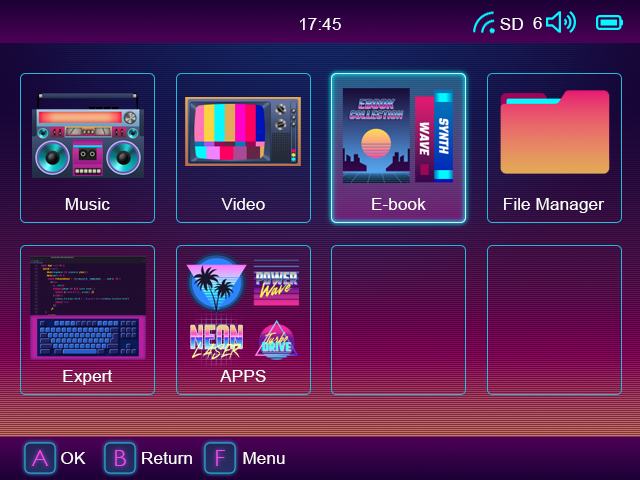 17:45
SD 6
EBOOK
COLLECTION
WAVE
SYNTH
Music
Video
E-book
File Manager
POWER
Wave
NEON
LASER
Turbo
DRIVE
Expert
APPS
A OK
B Return
F Menu